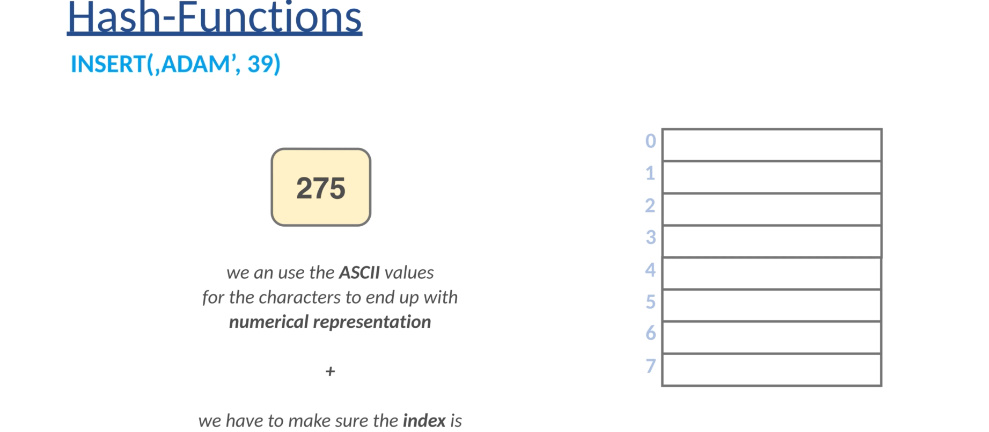 Hash-Functions
INSERT(‚ADAM’, 39)
275
we an use the ASCII values
for the characters to end up with
numerical representation
+
we have to make sure the index is
0
1
2
3
4
5
6
7